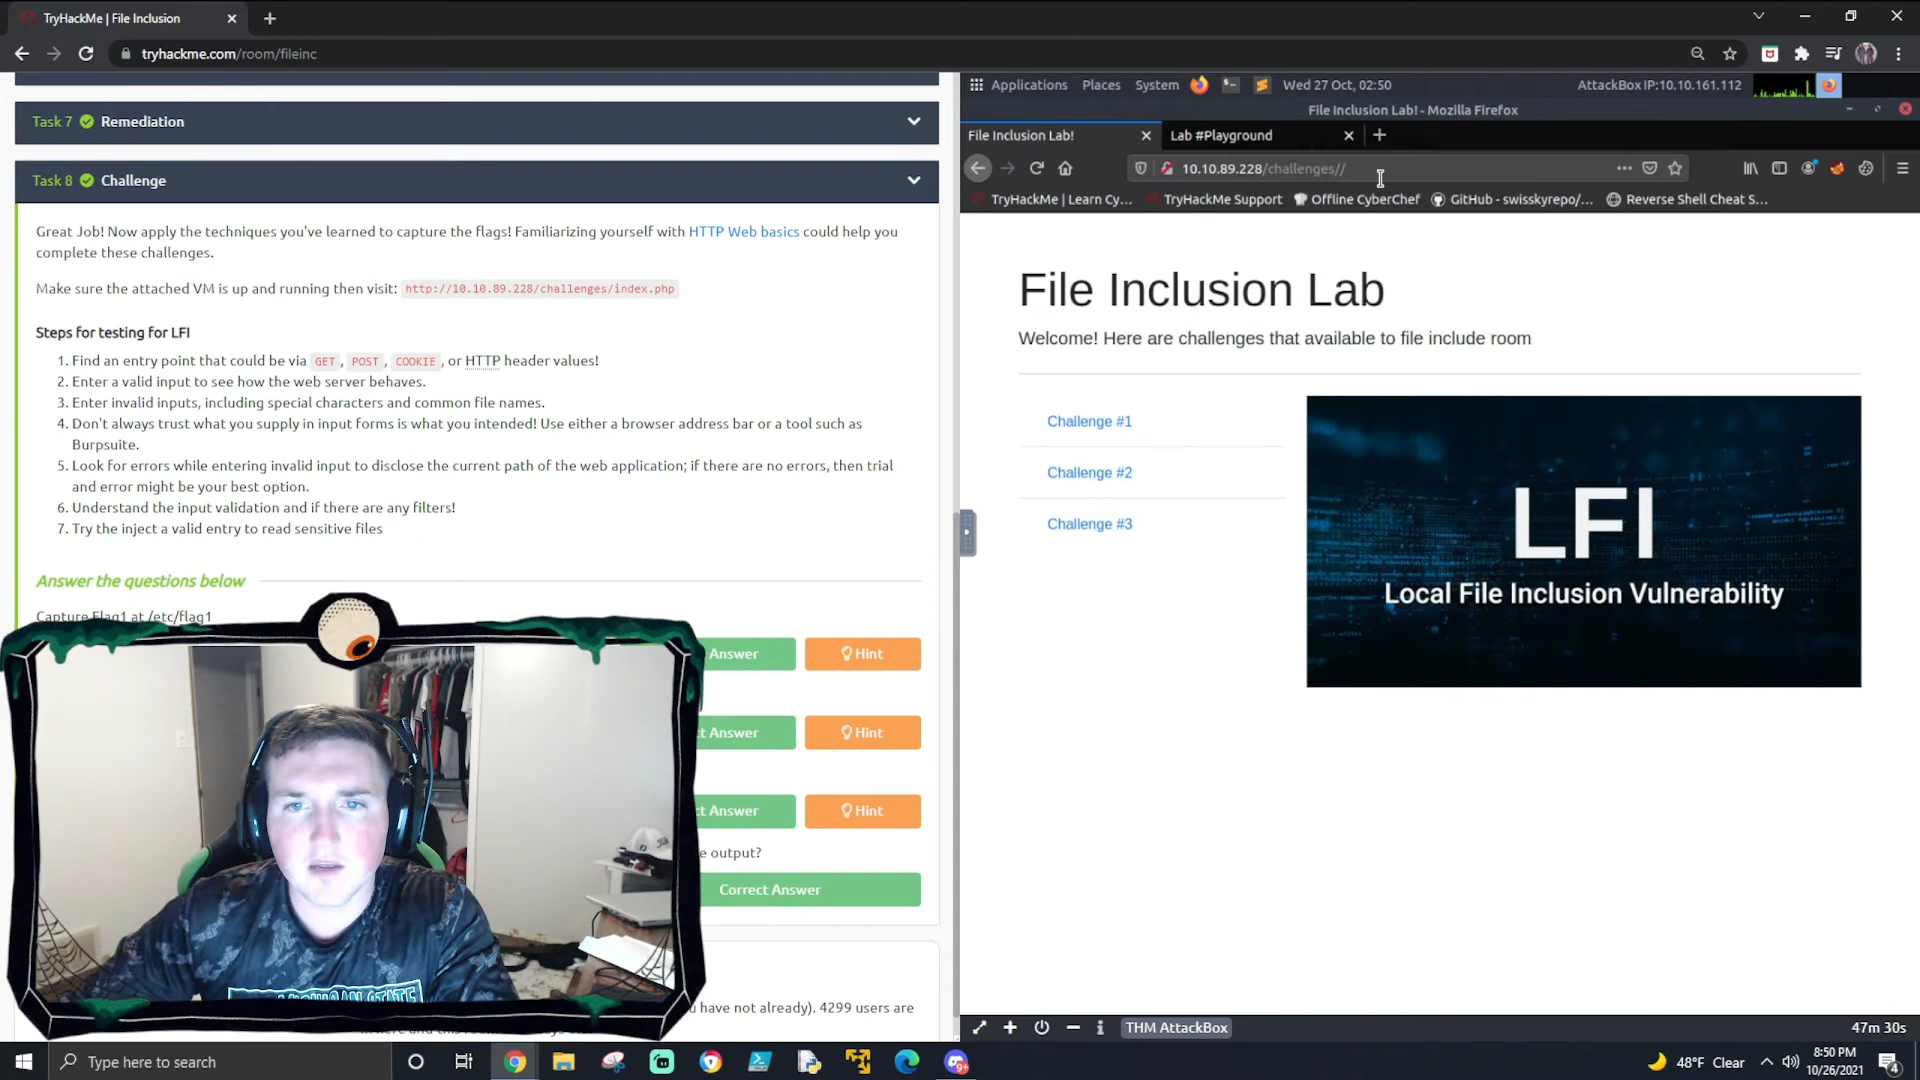 TryHackMe | File Inclusion
tryhackme.com/room/fileinc
Task 7 Remediation
Task 8 Challenge
Great Job! Now apply the techniques you've learned to capture the flags! Familiarizing yourself with HTTP Web basics could help you
complete these challenges.
Make sure the attached VM is up and running then visit: http://10.10.89.228/challenges/index.php
Steps for testing for LFI
1. Find an entry point that could be via GET, POST, COOKIE, or HTTP header values!
2. Enter a valid input to see how the web server behaves.
3. Enter invalid inputs, including special characters and common file names.
4. Don't always trust what you supply in input forms is what you intended! Use either a browser address bar or a tool such as
Burpsuite.
5. Look for errors while entering invalid input to disclose the current path of the web application; if there are no errors, then trial
and error might be your best option.
6. Understand the input validation and if there are any filters!
7. Try the inject a valid entry to read sensitive files
Answer the questions below
Capture Flag1 at /etc/flag1
Answer Hint
t Answer Hint
ct Answer Hint
e output?
Correct Answer
have not already). 4299 users are
MICHIGAN STATE
Applications Places System Wed 27 Oct, 02:50 AttackBox IP:10.10.161.112
File Inclusion Lab! - Mozilla Firefox
File Inclusion Lab! Lab #Playground
10.10.89.228/challenges//
TryHackMe | Learn Cy... TryHackMe Support Offline CyberChef GitHub - swisskyrepo/... Reverse Shell Cheat S...
File Inclusion Lab
Welcome! Here are challenges that available to file include room
Challenge #1
Challenge #2
Challenge #3
LFI
Local File Inclusion Vulnerability
THM AttackBox 47m 30s
Type here to search
9+
48°F Clear
8:50 PM
10/26/2021
4